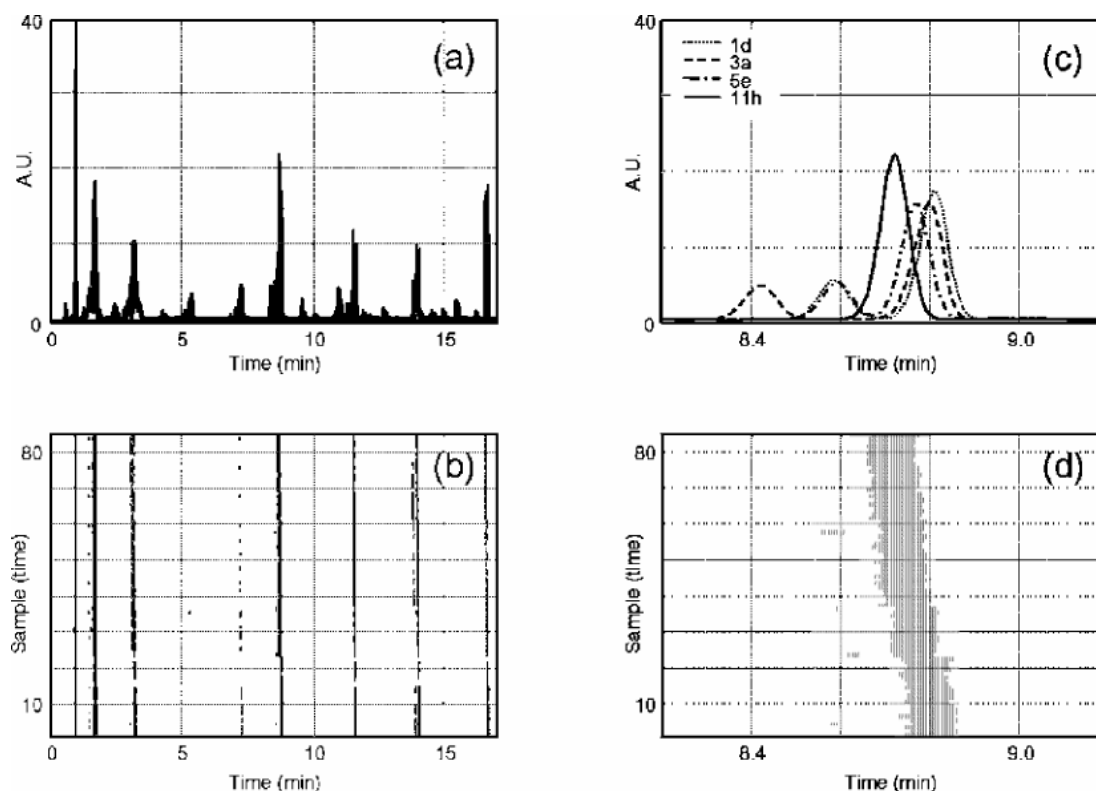 40
(a)
A.U.
0
0 5 10 15
Time (min)
40
1d
3a
5e
11h
(c)
A.U.
0
8.4 9.0
Time (min)
80
(b)
Sample (time)
10
0 5 10 15
Time (min)
80
(d)
Sample (time)
10
8.4 9.0
Time (min)